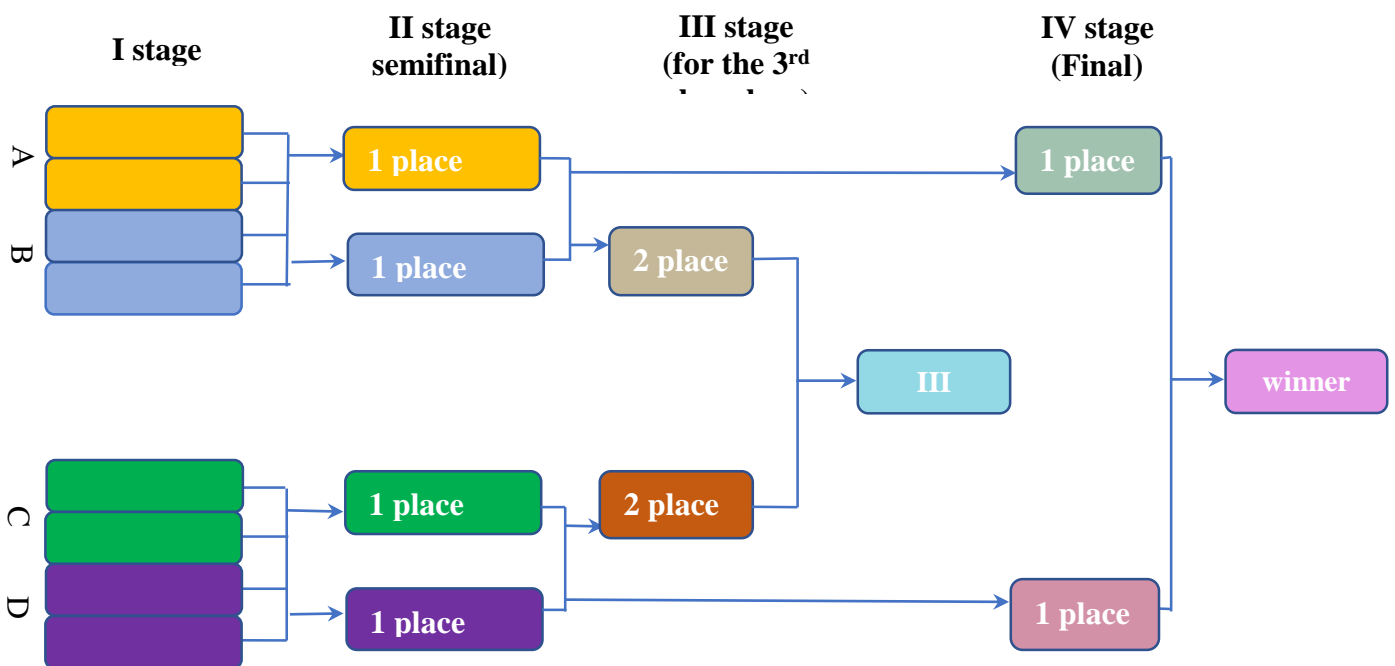 I stage
II stage
semifinal)
III stage
(for the 3rd
IV stage
(Final)
A
B
C
D
1 place
1 place
1 place
1 place
2 place
2 place
III
1 place
1 place
winner